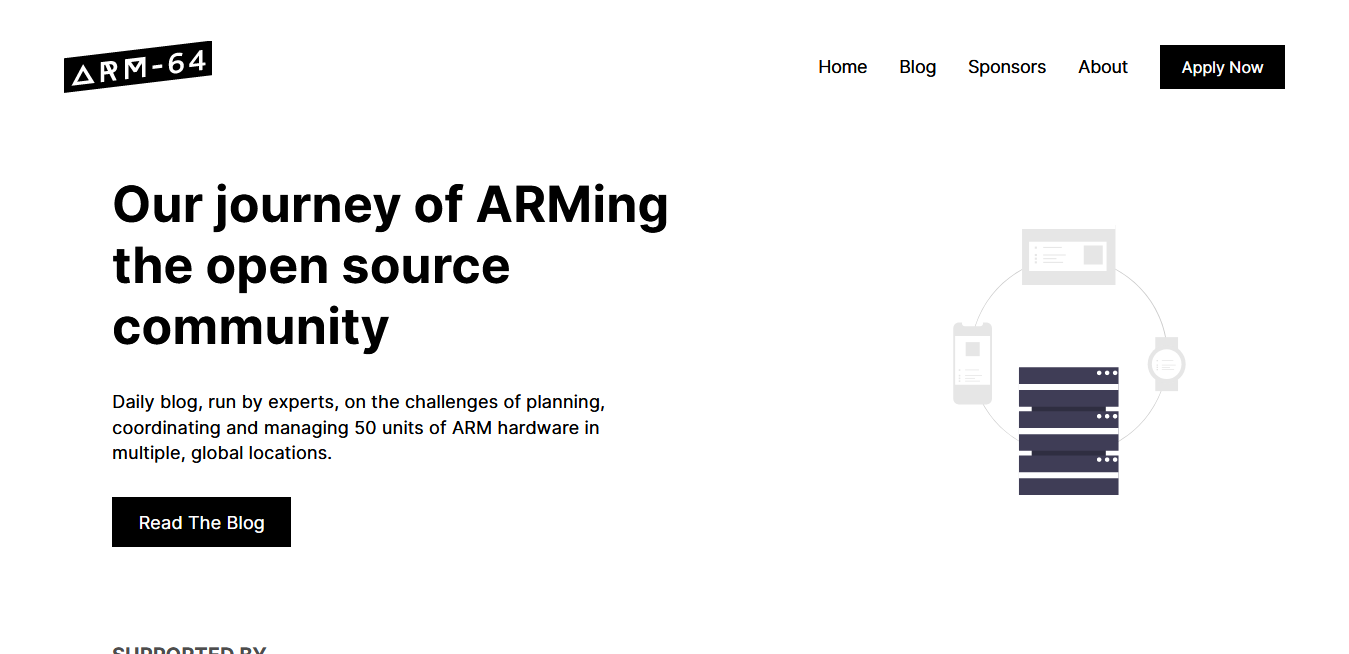 ARM-64
Home
Blog
Sponsors
About
Apply Now
Our journey of ARMing
the open source
community
Daily blog, run by experts, on the challenges of planning,
coordinating and managing 50 units of ARM hardware in
multiple, global locations.
Read The Blog
SUPPORTED BY